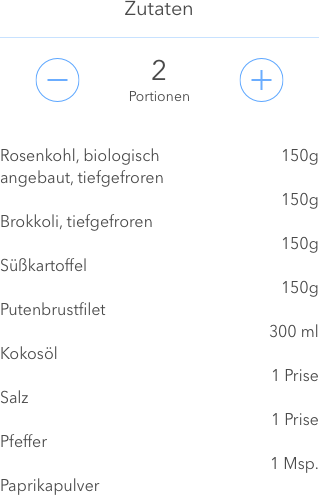 Zutaten
2
Portionen
Rosenkohl, biologisch 150g
angebaut, tiefgefroren
150g
Brokkoli, tiefgefroren
150g
Süßkartoffel
150g
Putenbrustfilet
300 ml
Kokosöl
1 Prise
Salz
1 Prise
Pfeffer
1 Msp.
Paprikapulver